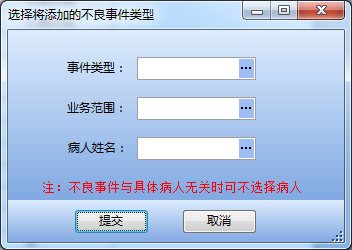 选择将添加的不良事件类型
事件类型： ...
业务范围： ...
病人姓名： ...
注：不良事件与具体病人无关时可不选择病人
提交 取消